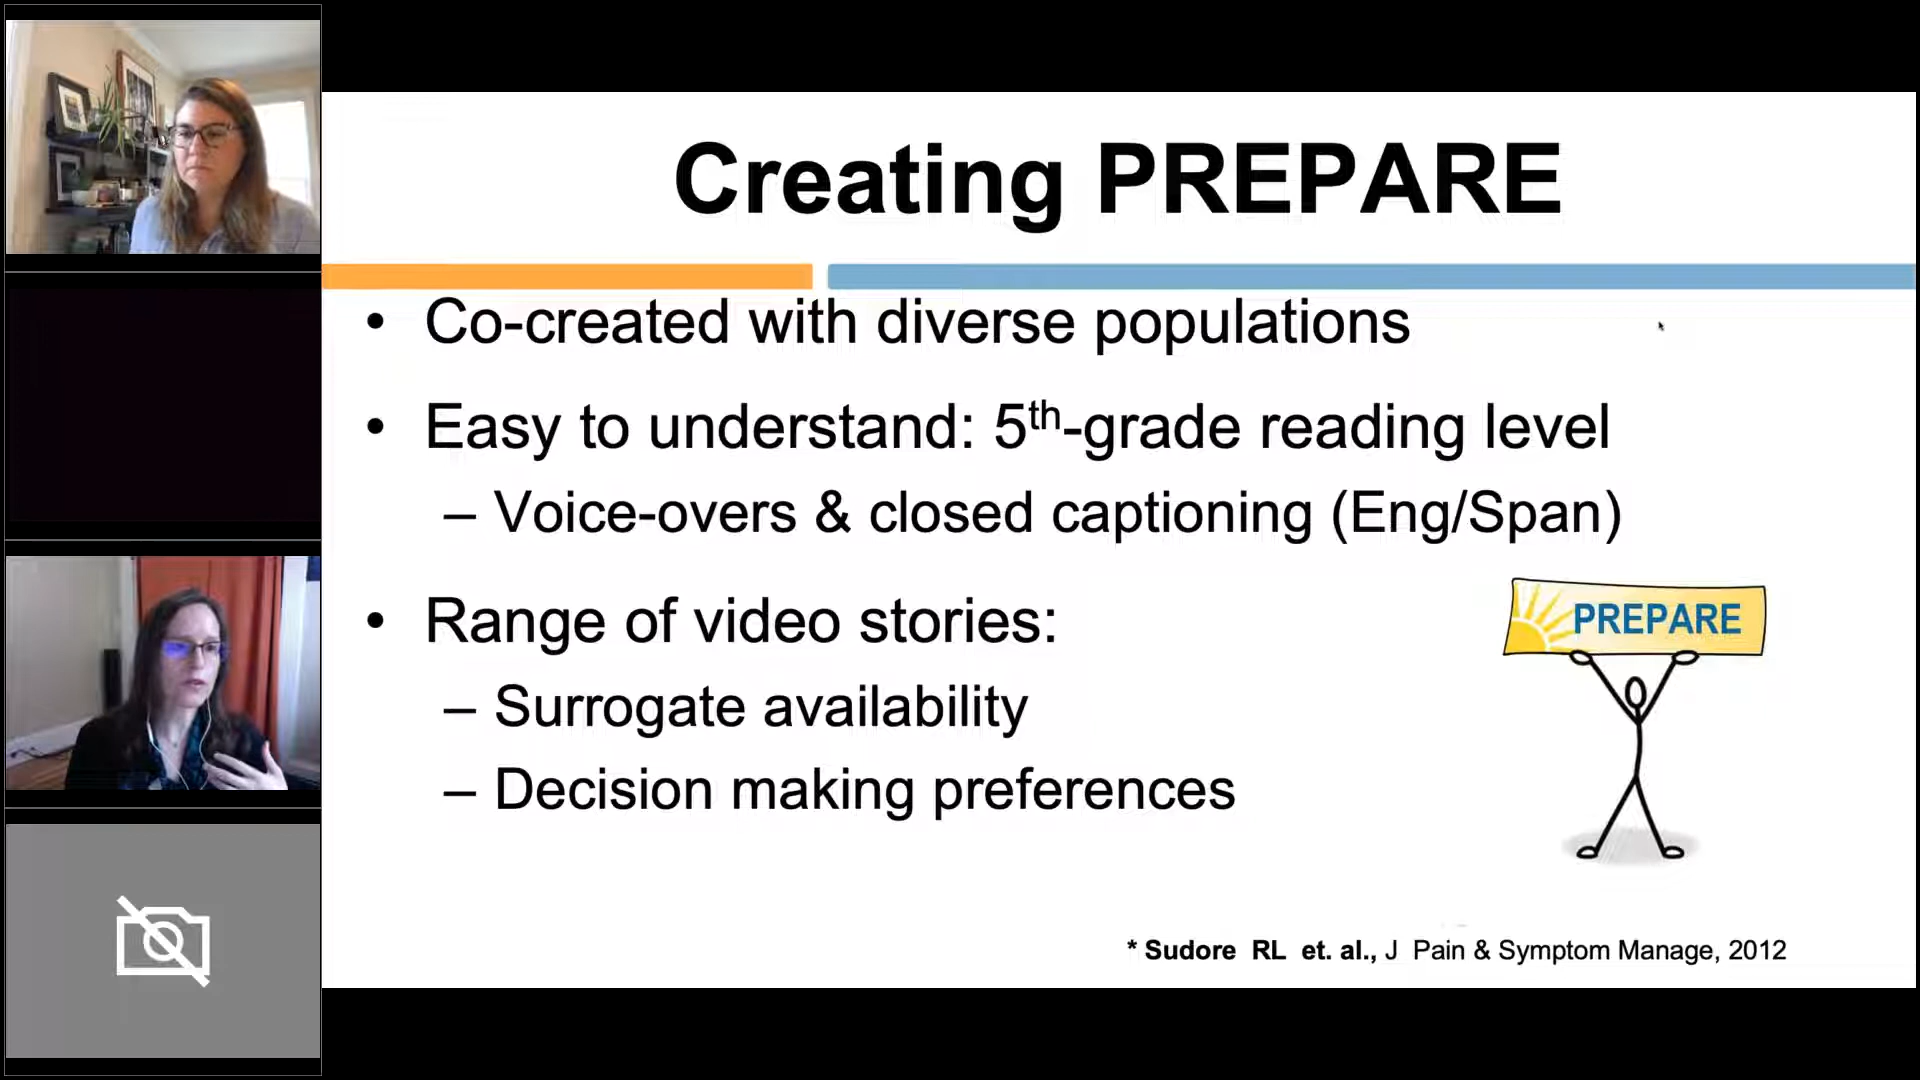 Creating PREPARE
• Co-created with diverse populations
• Easy to understand: 5th-grade reading level
– Voice-overs & closed captioning (Eng/Span)
• Range of video stories:
– Surrogate availability
– Decision making preferences
PREPARE
* Sudore RL et. al., J Pain & Symptom Manage, 2012